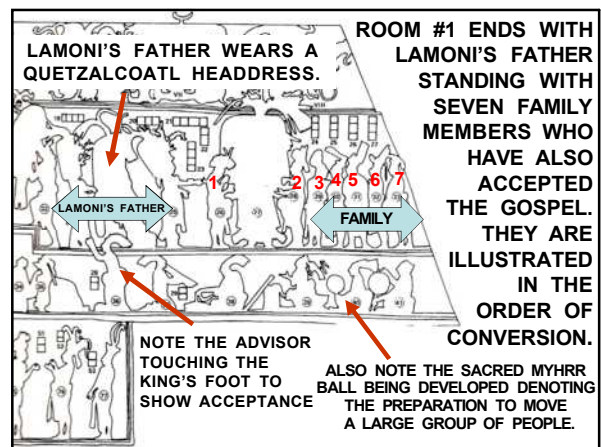 LAMONI'S FATHER WEARS A
QUETZALCOATL HEADDRESS.
ROOM #1 ENDS WITH
LAMONI'S FATHER
STANDING WITH
SEVEN FAMILY
MEMBERS WHO
HAVE ALSO
ACCEPTED
THE GOSPEL.
THEY ARE
ILLUSTRATED
IN THE
ORDER OF
CONVERSION.
VII
VIII
1
2
3
4
5
6
7
LAMONI'S FATHER
FAMILY
NOTE THE ADVISOR
TOUCHING THE
KING'S FOOT TO
SHOW ACCEPTANCE
ALSO NOTE THE SACRED MYHRR
BALL BEING DEVELOPED DENOTING
THE PREPARATION TO MOVE
A LARGE GROUP OF PEOPLE.